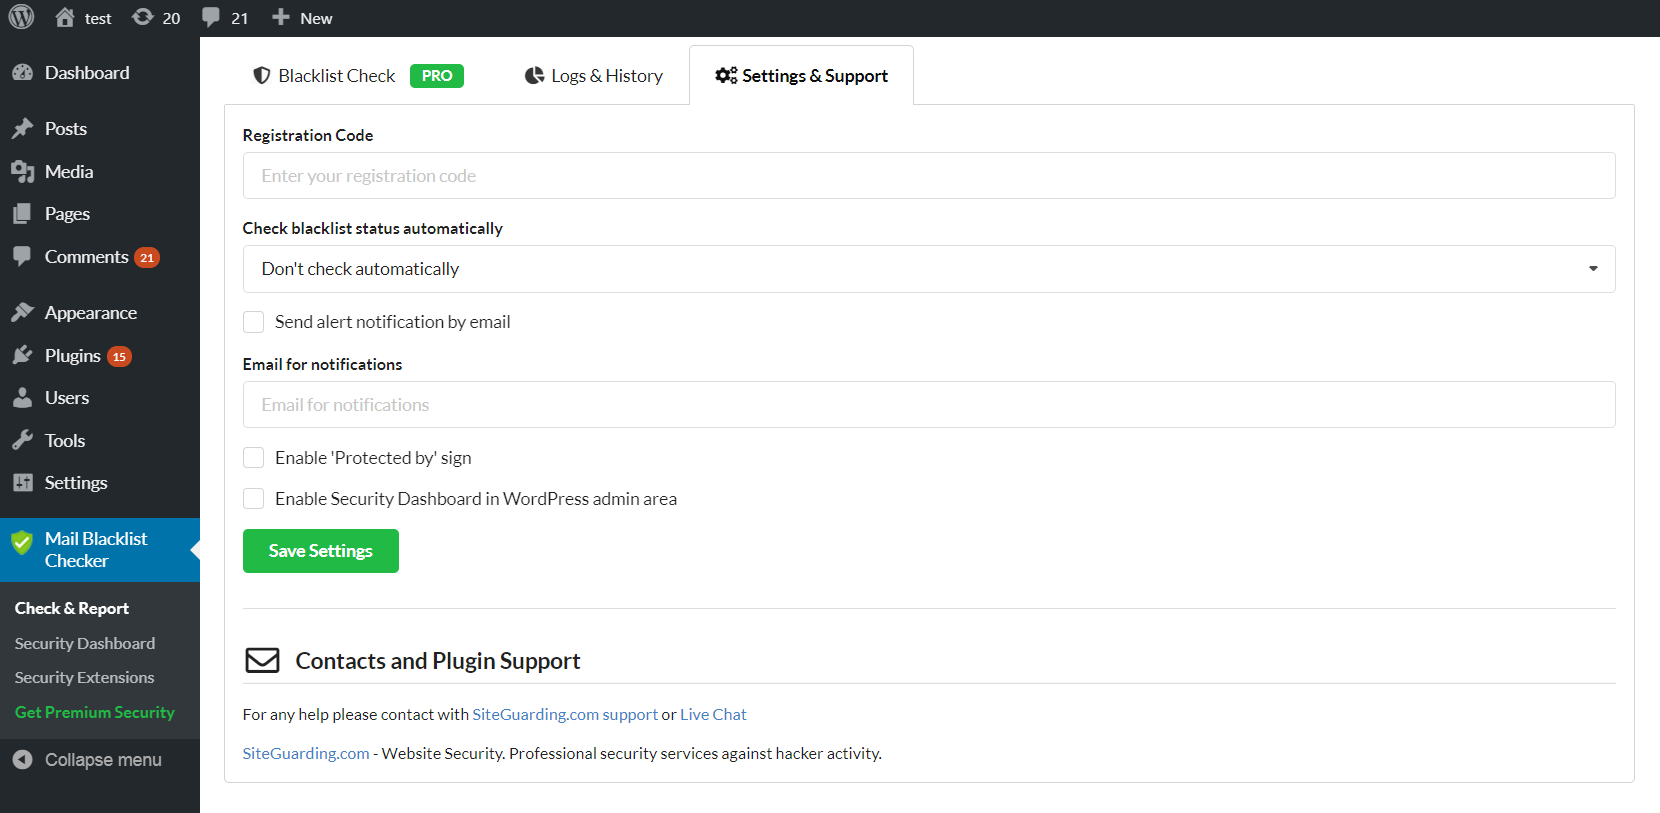 test
20
21
New
Dashboard
Posts
Media
Pages
Comments 21
Appearance
Plugins 15
Users
Tools
Settings
Mail Blacklist
Checker
Check & Report
Security Dashboard
Security Extensions
Get Premium Security
Collapse menu
Blacklist Check PRO
Logs & History
Settings & Support
Registration Code
Enter your registration code
Check blacklist status automatically
Don't check automatically
Send alert notification by email
Email for notifications
Email for notifications
Enable 'Protected by' sign
Enable Security Dashboard in WordPress admin area
Save Settings
Contacts and Plugin Support
For any help please contact with SiteGuarding.com support or Live Chat
SiteGuarding.com - Website Security. Professional security services against hacker activity.